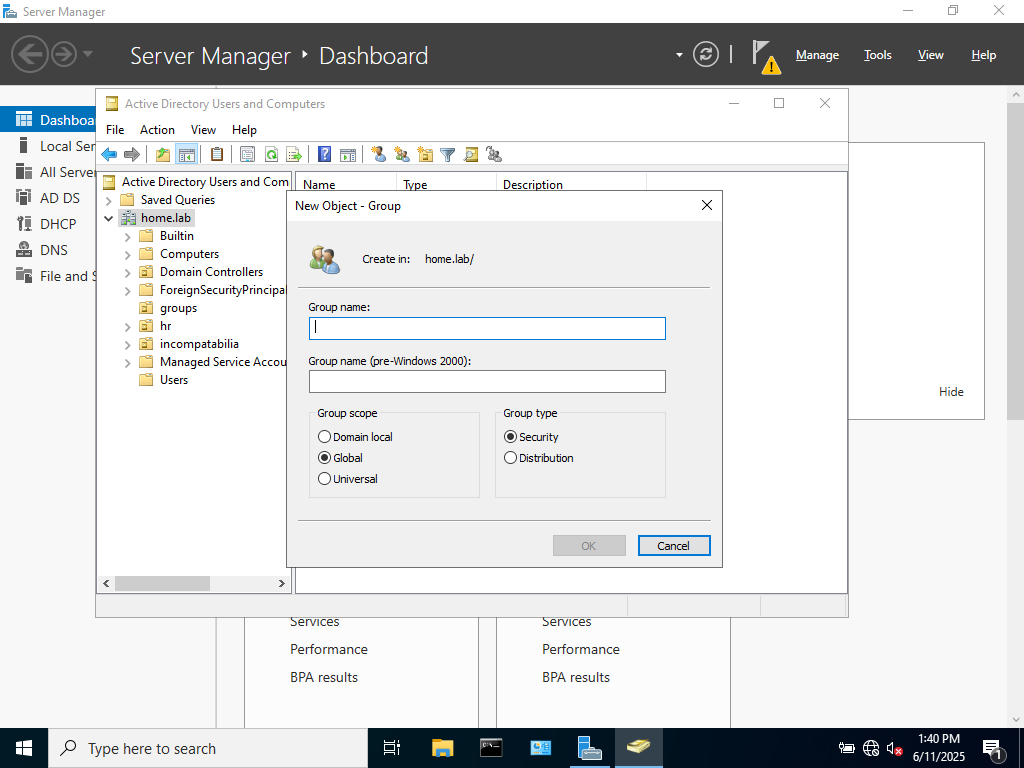 Server Manager
Server Manager
Dashboard
Manage
Tools
View
Help
Dashboa
Local Ser
All Server
AD DS
DHCP
DNS
File and S
Active Directory Users and Computers
File
Action
View
Help
Active Directory Users and Com
Saved Queries
home.lab
Builtin
Computers
Domain Controllers
ForeignSecurityPrincipal
groups
hr
incompatabilia
Managed Service Accou
Users
Name
Type
Description
New Object - Group
Create in:
home.lab/
Group name:
Group name (pre-Windows 2000):
Group scope
Domain local
Global
Universal
Group type
Security
Distribution
OK
Cancel
Hide
Services
Performance
BPA results
Services
Performance
BPA results
Type here to search
1:40 PM
6/11/2025
1